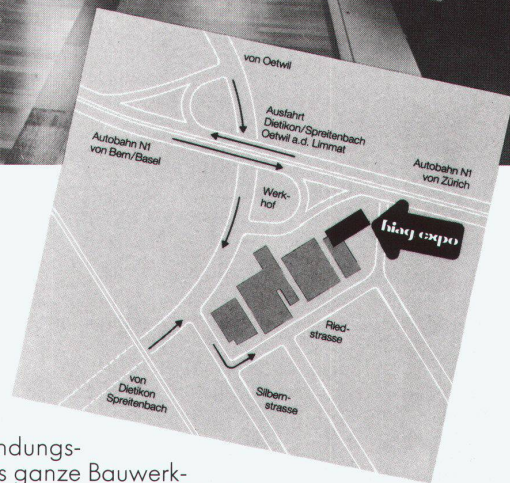 von Oetwil
Ausfahrt
Dietikon/Spreitenbach
Oetwil a.d. Limmat
Autobahn N1
von Bern/Basel
Autobahn N1
von Zürich
Werk-
hof
hiag expo
Ried-
strasse
von
Dietikon
Spreitenbach
Silbern-
strasse
ndungs-
s ganze Bauwerk-